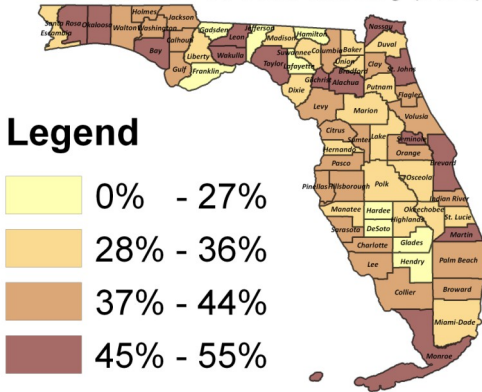 Holmes
Jackson
Santa Rosa
Okaloosa
Walton
Washington
Escambia
Calhoun
Bay
Gulf
Liberty
Gadsden
Leon
Wakulla
Franklin
Jefferson
Madison
Taylor
Hamilton
Suwannee
Lafayette
Dixie
Columbia
Baker
Union
Bradford
Gilchrist
Alachua
Levy
Nassau
Duval
Clay
St. Johns
Putnam
Flagler
Marion
Volusia
Citrus
Sumter
Lake
Hernando
Seminole
Orange
Brevard
Pasco
Pinellas
Hillsborough
Polk
Osceola
Indian River
Manatee
Hardee
Okeechobee
Highlands
St. Lucie
Sarasota
DeSoto
Martin
Charlotte
Glades
Lee
Hendry
Palm Beach
Collier
Broward
Miami-Dade
Monroe
Legend
0% - 27%
28% - 36%
37% - 44%
45% - 55%